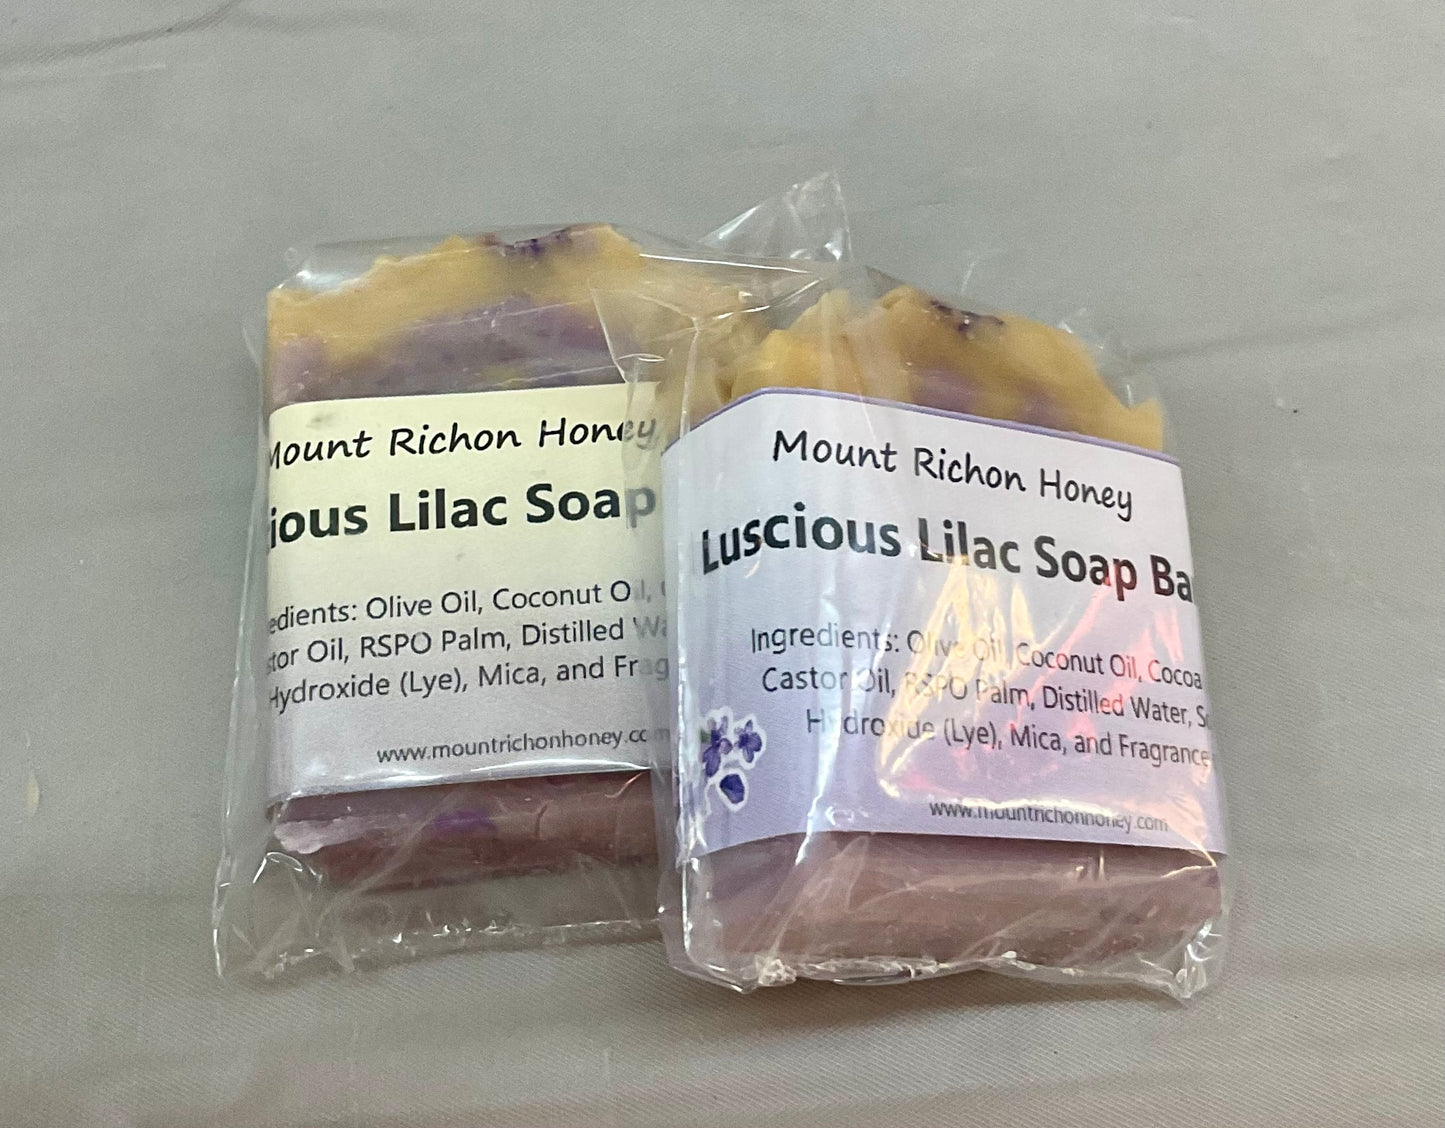 Mount Richon Honey
ious Lilac Soap
edients: Olive Oil, Coconut Oil,
stor Oil, RSPO Palm, Distilled Wa
Hydroxide (Lye), Mica, and Frag
www.mountrichonhoney.com
Mount Richon Honey
Luscious Lilac Soap Ba
Ingredients: Olive Oil, Coconut Oil, Cocoa
Castor Oil, RSPO Palm, Distilled Water, So
Hydroxide (Lye), Mica, and Fragrance
www.mountrichonhoney.com